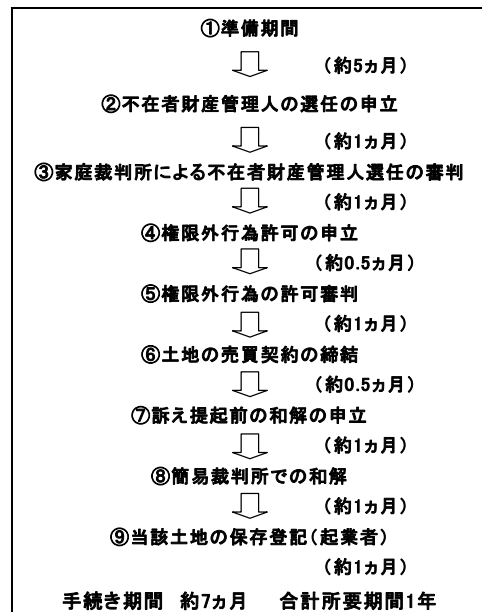 ①準備期間
(約5ヵ月)
②不在者財産管理人の選任の申立
(約1ヵ月)
③家庭裁判所による不在者財産管理人選任の審判
(約1ヵ月)
④権限外行為許可の申立
(約0.5ヵ月)
⑤権限外行為の許可審判
(約1ヵ月)
⑥土地の売買契約の締結
(約0.5ヵ月)
⑦訴え提起前の和解の申立
(約1ヵ月)
⑧簡易裁判所での和解
(約1ヵ月)
⑨当該土地の保存登記(起業者)
(約1ヵ月)
手続き期間 約7ヵ月 合計所要期間1年